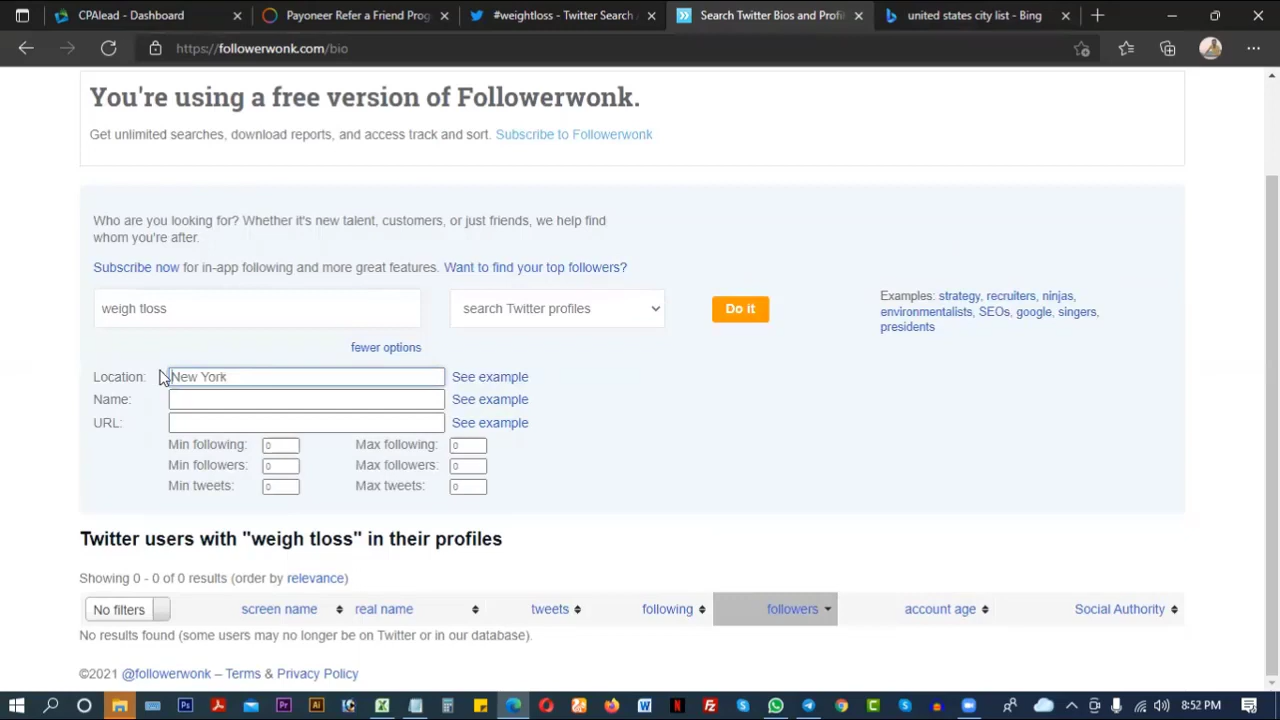 CPAlead - Dashboard
Payoneer Refer a Friend Prog
#weightloss - Twitter Search
Search Twitter Bios and Profi
united states city list - Bing
https://followerwonk.com/bio
You're using a free version of Followerwonk.
Get unlimited searches, download reports, and access track and sort. Subscribe to Followerwonk
Who are you looking for? Whether it's new talent, customers, or just friends, we help find
whom you're after.
Subscribe now for in-app following and more great features. Want to find your top followers?
weigh tloss
search Twitter profiles
Do it
Examples: strategy, recruiters, ninjas,
environmentalists, SEOs, google, singers,
presidents
fewer options
Location: New York See example
Name: See example
URL: See example
Min following: 0 Max following: 0
Min followers: 0 Max followers: 0
Min tweets: 0 Max tweets: 0
Twitter users with "weigh tloss" in their profiles
Showing 0 - 0 of 0 results (order by relevance)
No filters screen name real name tweets following followers account age Social Authority
No results found (some users may no longer be on Twitter or in our database).
©2021 @followerwonk – Terms & Privacy Policy
8:52 PM